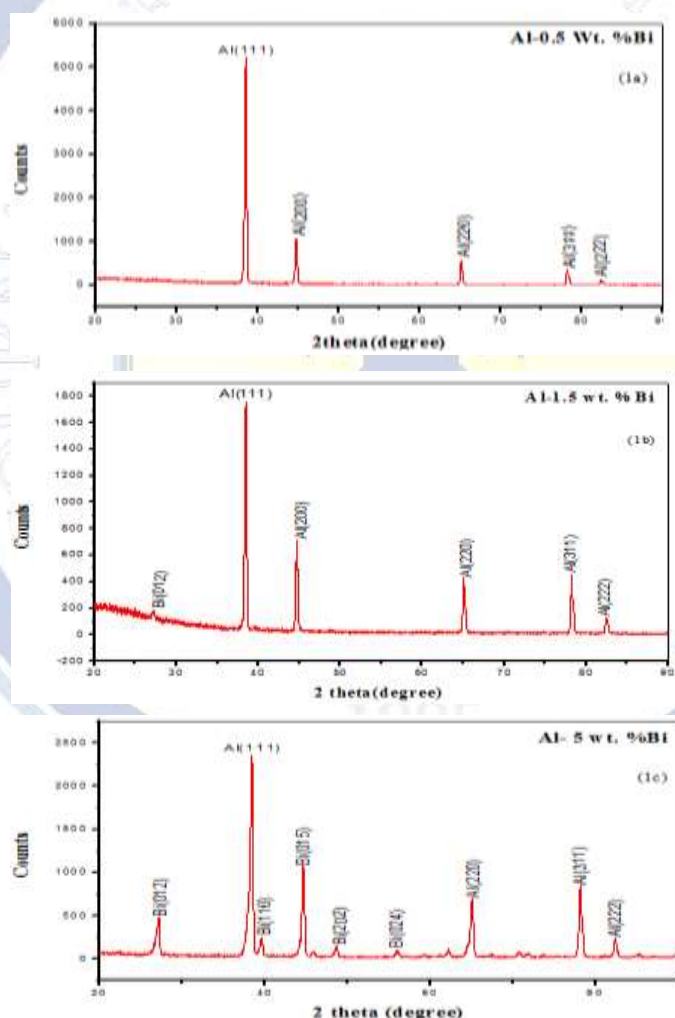 Al-0.5 Wt. %Bi
(1a)
6000
5000
4000
3000
2000
1000
0
Counts
Al(111)
Al(200)
Al(220)
Al(311)
Al(222)
20 30 40 50 60 70 80
2theta(degree)
Al-1.5 wt. % Bi
(1b)
1800
1600
1400
1200
1000
800
600
400
200
0
-200
Counts
Bi(012)
Al(111)
Al(200)
Al(220)
Al(311)
Al(222)
20 30 40 50 60 70 80 90
2 theta(degree)
Al- 5 wt. %Bi
(1c)
2500
2000
1500
1000
500
0
Counts
Bi(012)
Al(111)
Bi(110)
Bi(015)
Bi(202)
Bi(024)
Al(220)
Al(311)
Al(222)
20 40 60 80
2 theta(degree)